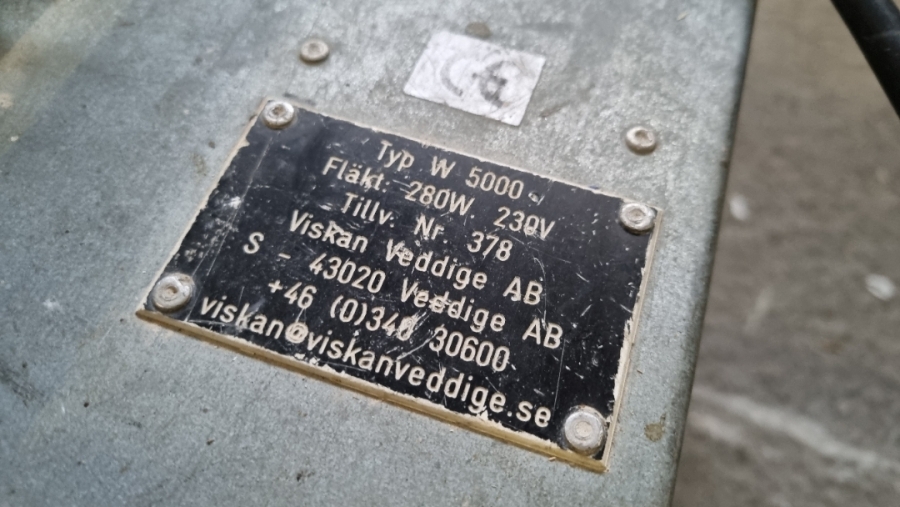 CE
Typ W 5000
Fläkt 280W 230V
Tillv. Nr 378
Viskan Veddige AB
S - 43020 Veddige AB
+46 (0)340 30600
viskan@viskanveddige.se